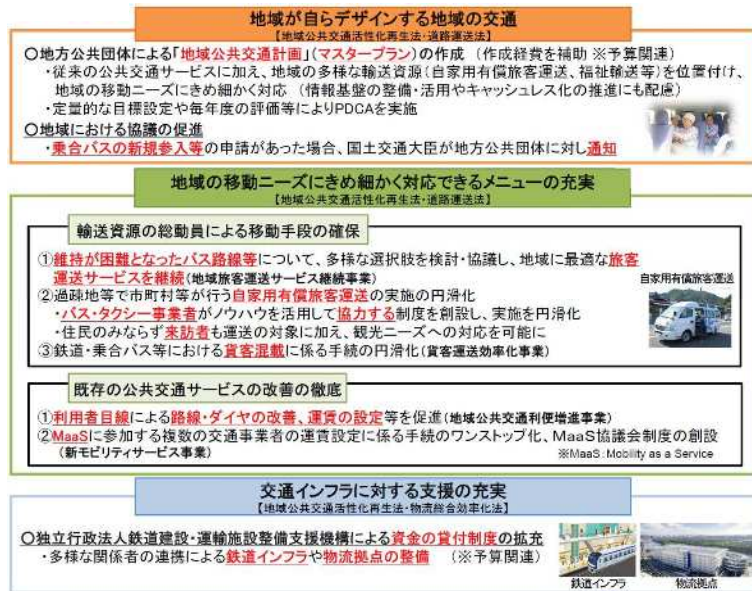 地域が自らデザインする地域の交通
【地域公共交通活性化再生法・道路運送法】
○地方公共団体による「地域公共交通計画」(マスタープラン)の作成 (作成経費を補助 ※予算関連)
・従来の公共交通サービスに加え、地域の多様な輸送資源(自家用有償旅客運送、福祉輸送等)を位置付け、
地域の移動ニーズにきめ細かく対応 (情報基盤の整備・活用やキャッシュレス化の推進にも配慮)
・定量的な目標設定や毎年度の評価等によりPDCAを実施
○地域における協議の促進
・乗合バスの新規参入等の申請があった場合、国土交通大臣が地方公共団体に対し通知
地域の移動ニーズにきめ細かく対応できるメニューの充実
【地域公共交通活性化再生法・道路運送法】
輸送資源の総動員による移動手段の確保
①維持が困難となったバス路線等について、多様な選択肢を検討・協議し、地域に最適な旅客
運送サービスを継続(地域旅客運送サービス継続事業)
自家用有償旅客運送
②過疎地等で市町村等が行う自家用有償旅客運送の実施の円滑化
・バス・タクシー事業者がノウハウを活用して協力する制度を創設し、実施を円滑化
・住民のみならず来訪者も運送の対象に加え、観光ニーズへの対応を可能に
③鉄道・乗合バス等における貨客混載に係る手続の円滑化(貨客運送効率化事業)
既存の公共交通サービスの改善の徹底
①利用者目線による路線・ダイヤの改善、運賃の設定等を促進(地域公共交通利便増進事業)
②MaaSに参加する複数の交通事業者の運賃設定に係る手続のワンストップ化、MaaS協議会制度の創設
(新モビリティサービス事業)
※MaaS:Mobility as a Service
交通インフラに対する支援の充実
【地域公共交通活性化再生法・物流総合効率化法】
○独立行政法人鉄道建設・運輸施設整備支援機構による資金の貸付制度の拡充
・多様な関係者の連携による鉄道インフラや物流拠点の整備 (※予算関連)
鉄道インフラ
物流拠点